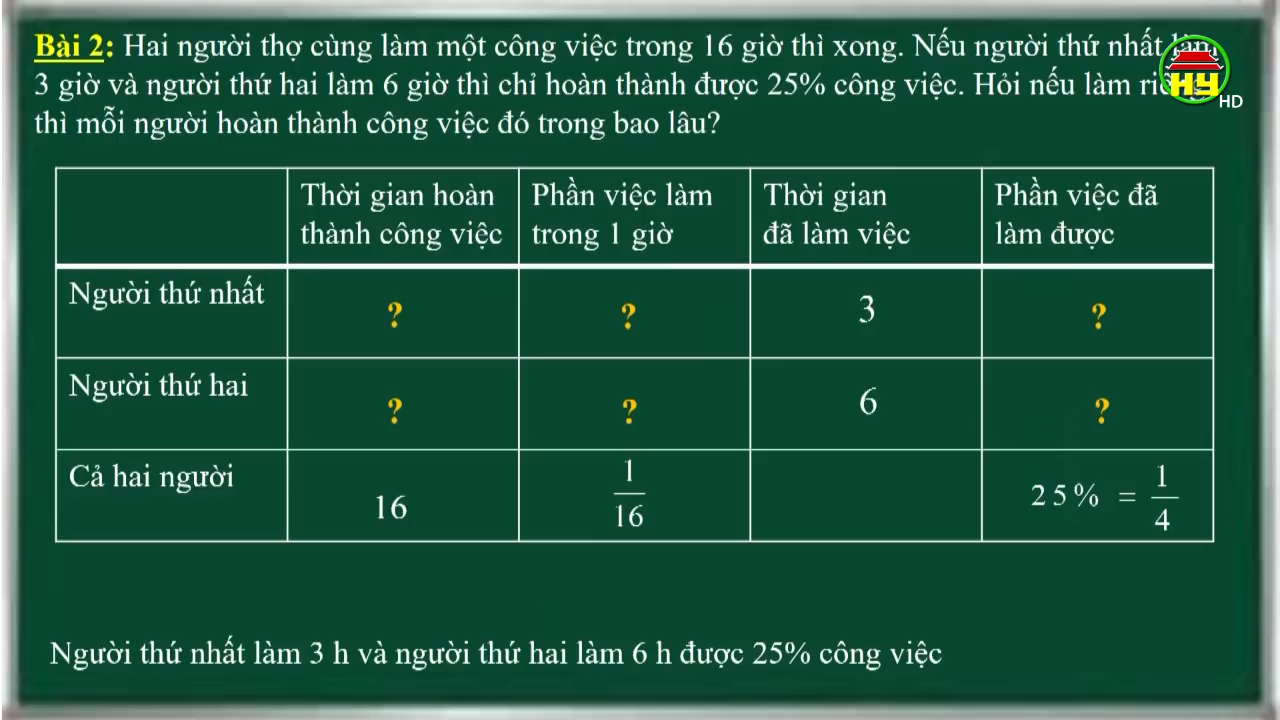 Bài 2: Hai người thợ cùng làm một công việc trong 16 giờ thì xong. Nếu người thứ nhất làm
3 giờ và người thứ hai làm 6 giờ thì chỉ hoàn thành được 25% công việc. Hỏi nếu làm riêng
HY HD
thì mỗi người hoàn thành công việc đó trong bao lâu?
Thời gian hoàn Phần việc làm Thời gian Phần việc đã
thành công việc trong 1 giờ đã làm việc làm được
Người thứ nhất ? ? 3 ?
Người thứ hai ? ? 6 ?
Cả hai người 16 1/16 25% = 1/4
Người thứ nhất làm 3 h và người thứ hai làm 6 h được 25% công việc